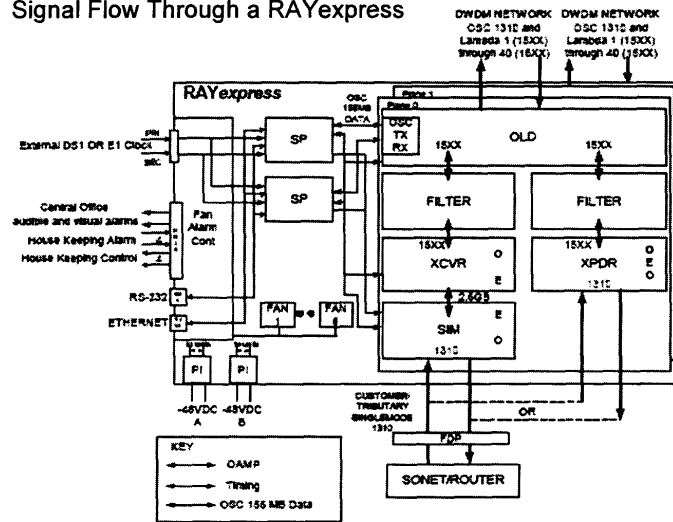 Signal Flow Through a RAYexpress
DWDM NETWORK
OSC 1310 and
Lamada 1 (15XX)
through 40 (15XX)
DWDM NETWORK
OSC 1310 and
Lambda 1 (15XX)
through 40 (15XX)
RAYexpress
OSC
155MB
DATA
Plane 1
Plane 0
OSC
TX
RX
OLD
15XX
15XX
PRI
External DS1 OR E1 Clock
SEC
SP
SP
FILTER
FILTER
Central Office
audible and visual alarms
House Keeping Alarm
House Keeping Control
Fan
Alarm
Cont
15XX
XCVR
O
E
15XX
XPDR
O
E
O
1310
2.5GB
RS-232
ETHERNET
FAN
1
FAN
SIM
E
O
1310
PI
PI
-48VDC
A
-48VDC
B
CUSTOMER/
TRIBUTARY
SINGLEMODE
1310
OR
FDP
SONET/ROUTER
KEY
OAMP
Timing
OSC 155 MB Data